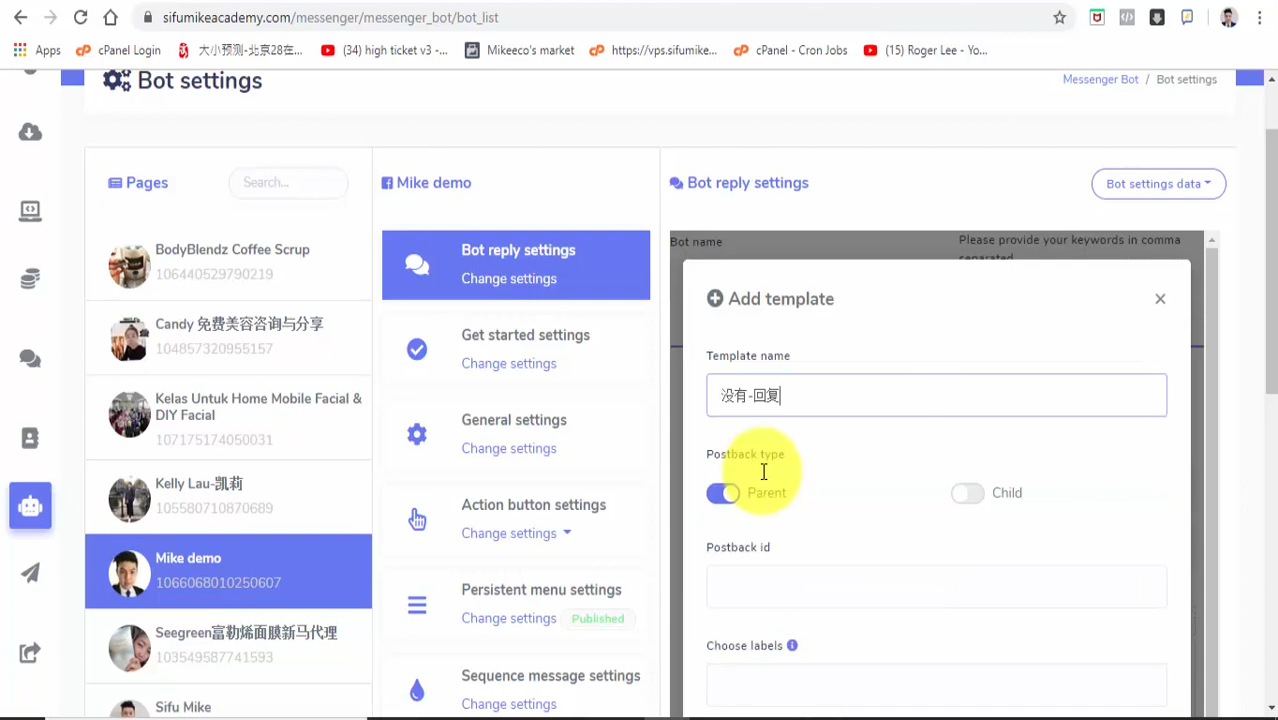 sifumikeacademy.com/messenger/messenger_bot/bot_list
Apps
cPanel Login
大小预测-北京28在...
(34) high ticket v3 -...
Mikeeco's market
https://vps.sifumike...
cPanel - Cron Jobs
(15) Roger Lee - Yo...
Bot settings
Messenger Bot / Bot settings
Pages
Search...
Mike demo
Bot reply settings
Bot settings data
BodyBlendz Coffee Scrup
106440529790219
Candy 免费美容咨询与分享
104857320955157
Kelas Untuk Home Mobile Facial &
DIY Facial
107175174050031
Kelly Lau-凯莉
105580710870689
Mike demo
1066068010250607
Seegreen富勒烯面膜新马代理
103549587741593
Sifu Mike
Bot reply settings
Change settings
Get started settings
Change settings
General settings
Change settings
Action button settings
Change settings
Persistent menu settings
Change settings
Published
Sequence message settings
Change settings
Bot name
Please provide your keywords in comma
separated
Add template
×
Template name
没有-回复
Postback type
Parent
Child
Postback id
Choose labels